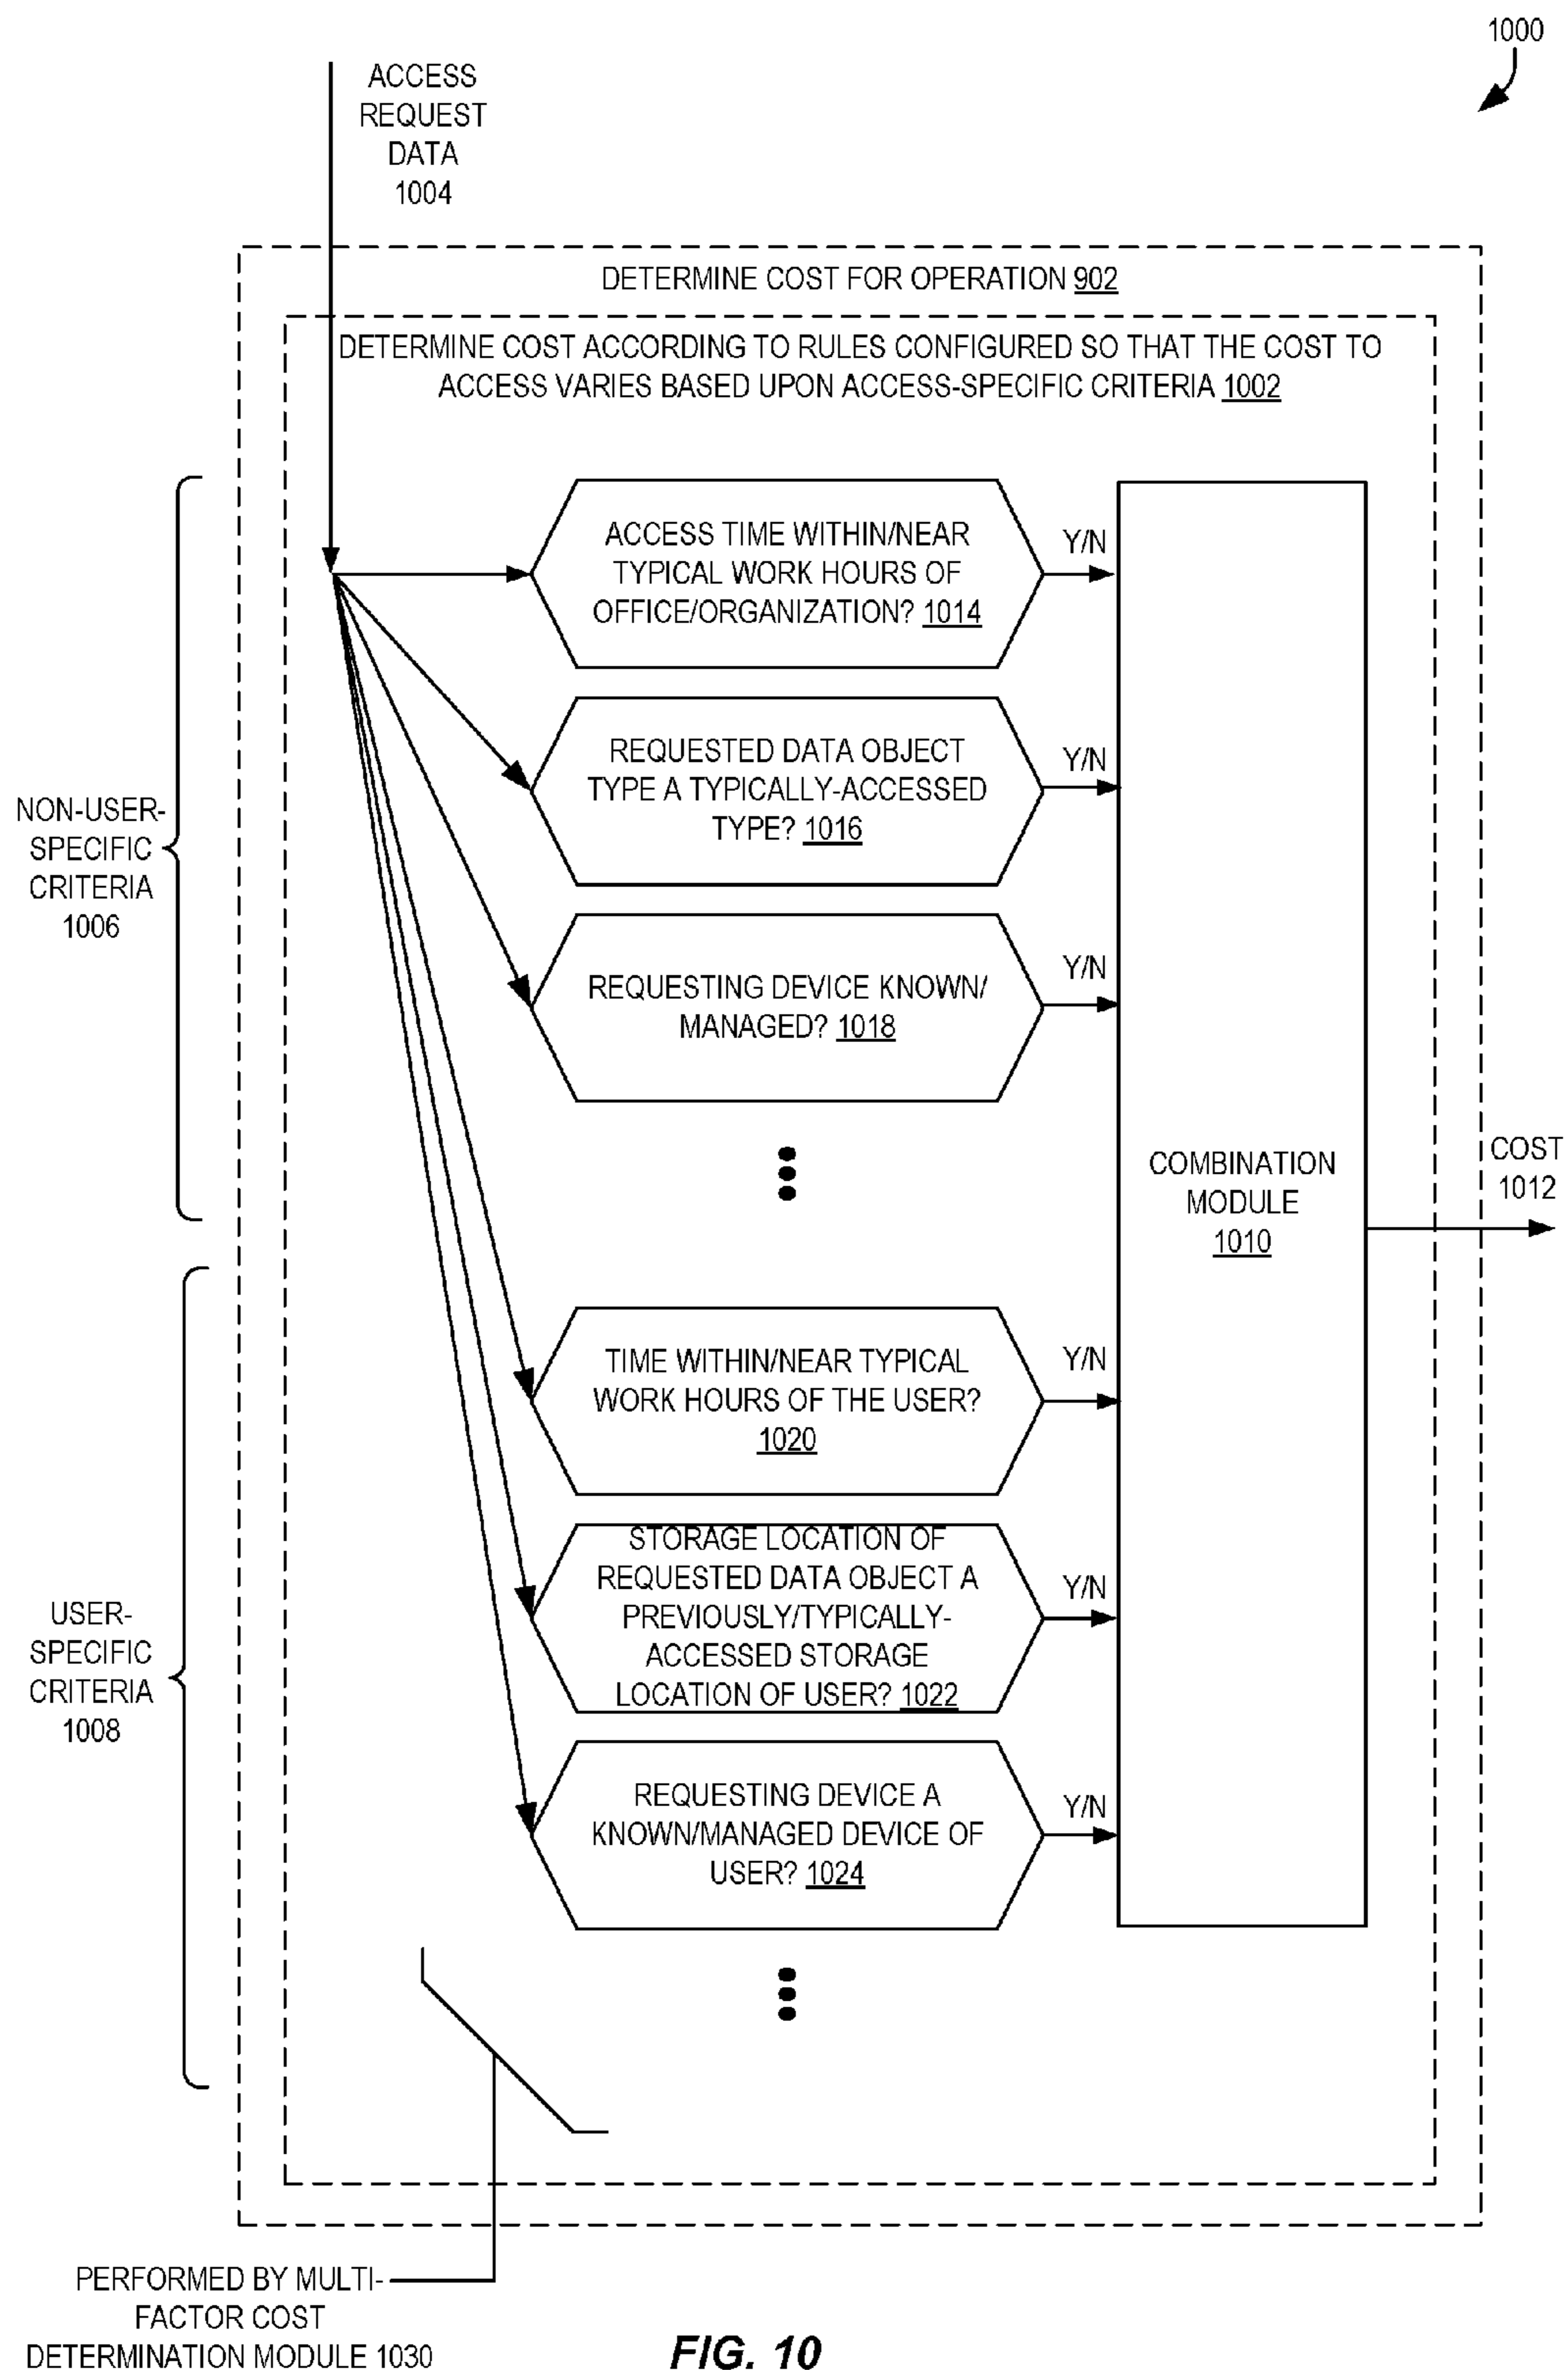 1000
ACCESS
REQUEST
DATA
1004
DETERMINE COST FOR OPERATION 902
DETERMINE COST ACCORDING TO RULES CONFIGURED SO THAT THE COST TO
ACCESS VARIES BASED UPON ACCESS-SPECIFIC CRITERIA 1002
NON-USER-
SPECIFIC
CRITERIA
1006
ACCESS TIME WITHIN/NEAR
TYPICAL WORK HOURS OF
OFFICE/ORGANIZATION? 1014
Y/N
REQUESTED DATA OBJECT
TYPE A TYPICALLY-ACCESSED
TYPE? 1016
Y/N
REQUESTING DEVICE KNOWN/
MANAGED? 1018
Y/N
COMBINATION
MODULE
1010
COST
1012
USER-
SPECIFIC
CRITERIA
1008
TIME WITHIN/NEAR TYPICAL
WORK HOURS OF THE USER?
1020
Y/N
STORAGE LOCATION OF
REQUESTED DATA OBJECT A
PREVIOUSLY/TYPICALLY-
ACCESSED STORAGE
LOCATION OF USER? 1022
Y/N
REQUESTING DEVICE A
KNOWN/MANAGED DEVICE OF
USER? 1024
Y/N
PERFORMED BY MULTI-
FACTOR COST
DETERMINATION MODULE 1030
FIG. 10